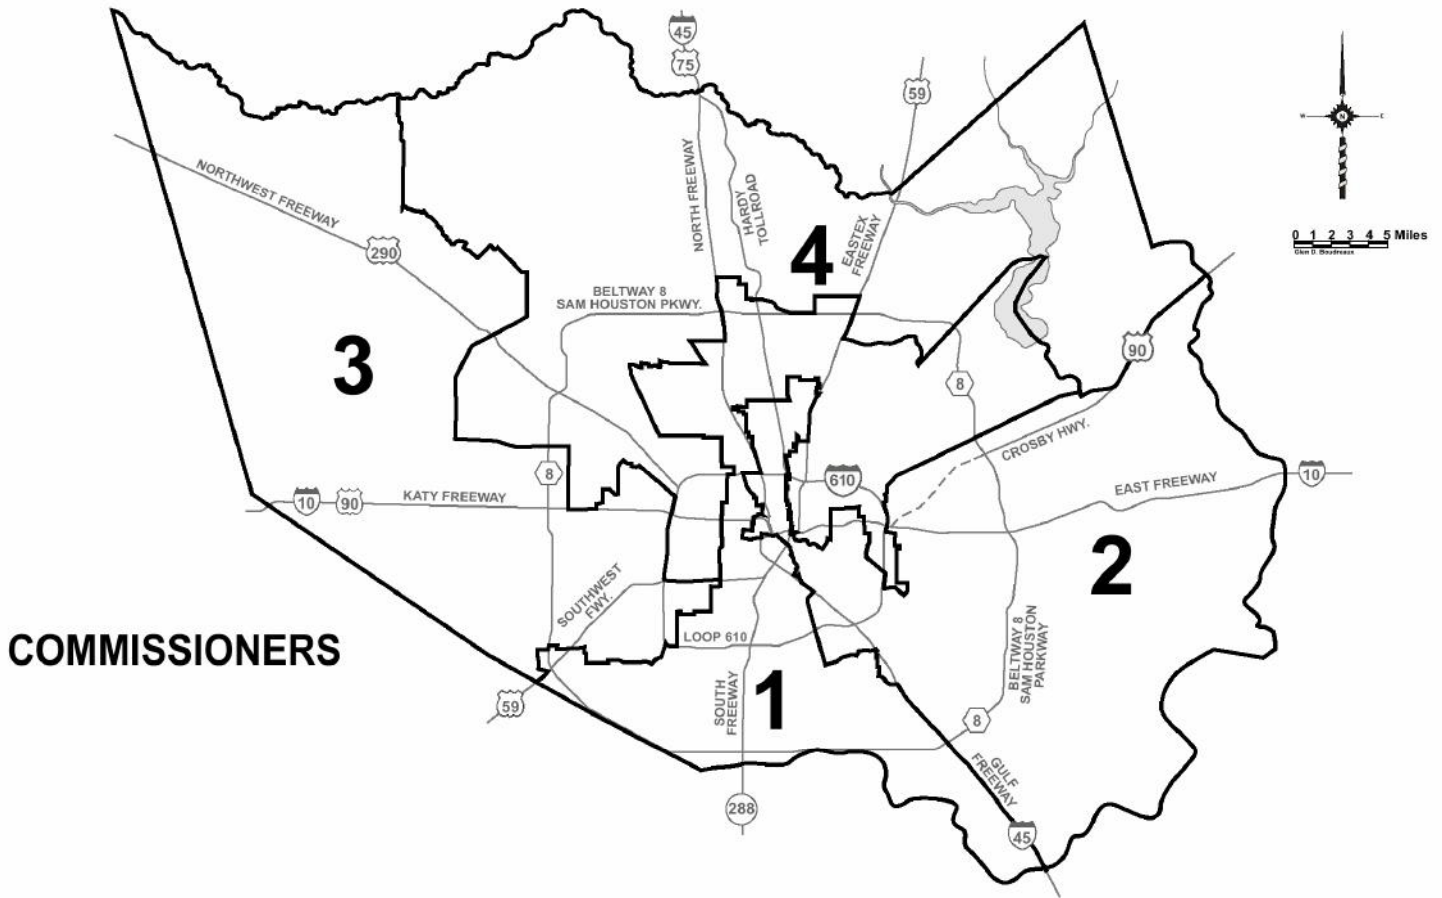 45
75
59
N
W
E
0 1 2 3 4 5 Miles
Glen D. Boudreaux
NORTHWEST FREEWAY
290
NORTH FREEWAY
HARDY
TOLLROAD
4
EASTEX
FREEWAY
BELTWAY 8
SAM HOUSTON PKWY.
3
90
8
CROSBY HWY.
8
610
EAST FREEWAY
10
10
90
KATY FREEWAY
2
SOUTHWEST
FWY.
LOOP 610
COMMISSIONERS
BELTWAY 8
SAM HOUSTON
PARKWAY
59
SOUTH
FREEWAY
1
8
GULF
FREEWAY
288
45